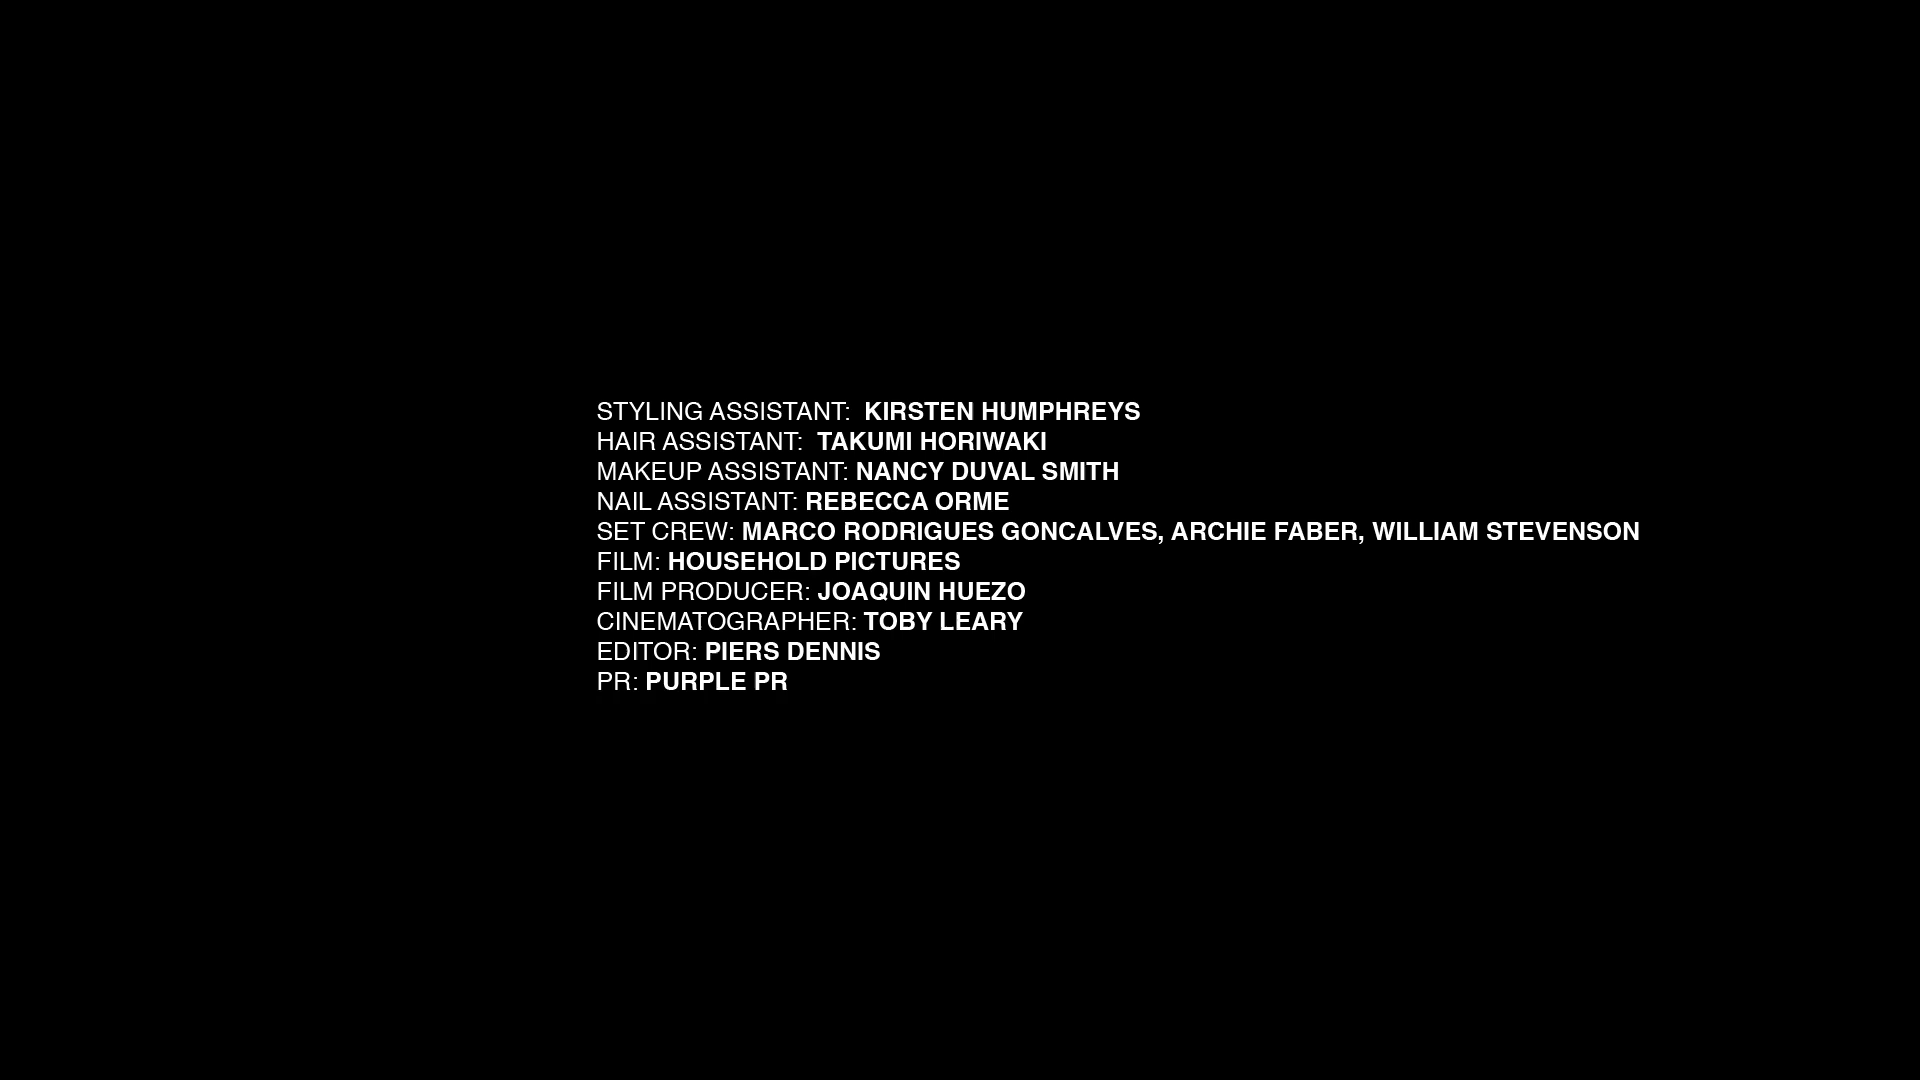 STYLING ASSISTANT: KIRSTEN HUMPHREYS
HAIR ASSISTANT: TAKUMI HORIWAKI
MAKEUP ASSISTANT: NANCY DUVAL SMITH
NAIL ASSISTANT: REBECCA ORME
SET CREW: MARCO RODRIGUES GONCALVES, ARCHIE FABER, WILLIAM STEVENSON
FILM: HOUSEHOLD PICTURES
FILM PRODUCER: JOAQUIN HUEZO
CINEMATOGRAPHER: TOBY LEARY
EDITOR: PIERS DENNIS
PR: PURPLE PR